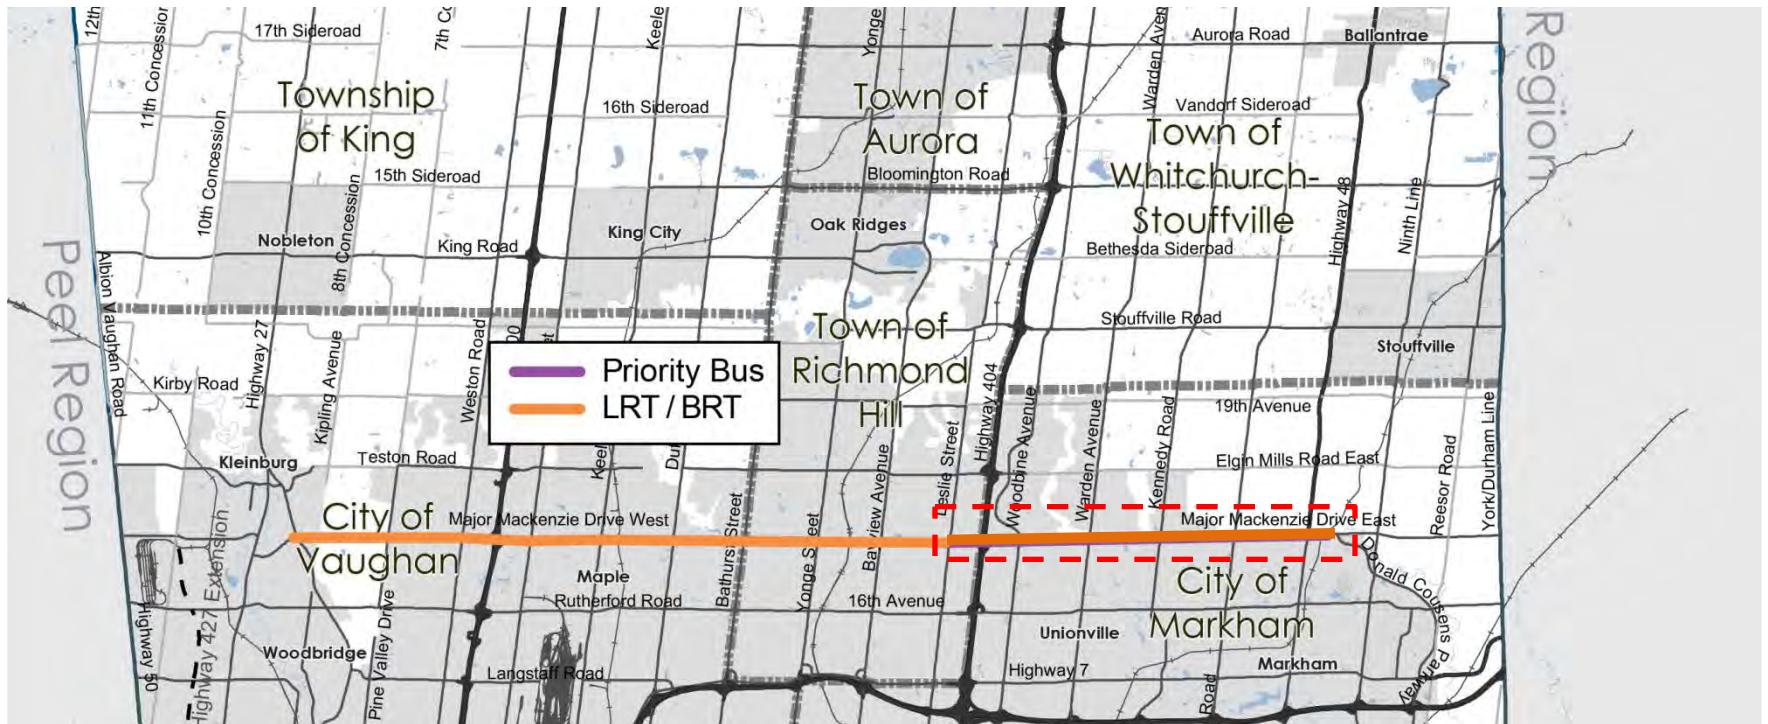 12th
11th Concession
17th Sideroad
7th Co
Keele
Yonge
Warden Aven
Aurora Road
Ballantrae
Region
Township
of King
16th Sideroad
Town of
Aurora
Vandorf Sideroad
Town of
Whitchurch-
Stouffville
10th Concession
15th Sideroad
Bloomington Road
Highway 48
Ninth Line
Peel Region
Nobleton
8th Concession
King Road
King City
Oak Ridges
Bethesda Sideroad
Albion Vaughan Road
Highway 27
Kipling Avenue
Weston Road
00
et
Town of
Richmond
Hill
Stouffville Road
Stouffville
Kirby Road
Priority Bus
LRT / BRT
Highway 404
19th Avenue
Woodbine Avenue
Warden Avenue
Kennedy Road
York/Durham Line
Kleinburg
Teston Road
Keel
Du
Leslie Street
Elgin Mills Road East
Reesor Road
City of
Vaughan
Major Mackenzie Drive West
Bathurst Street
Yonge Street
Bayview Avenue
Major Mackenzie Drive East
Donald Cousens Parkway
Highway 427 Extension
Maple
Rutherford Road
16th Avenue
City of
Markham
Highway 50
Woodbridge
Pine Valley Drive
Langstaff Road
Unionville
Highway 7
Markham
Road